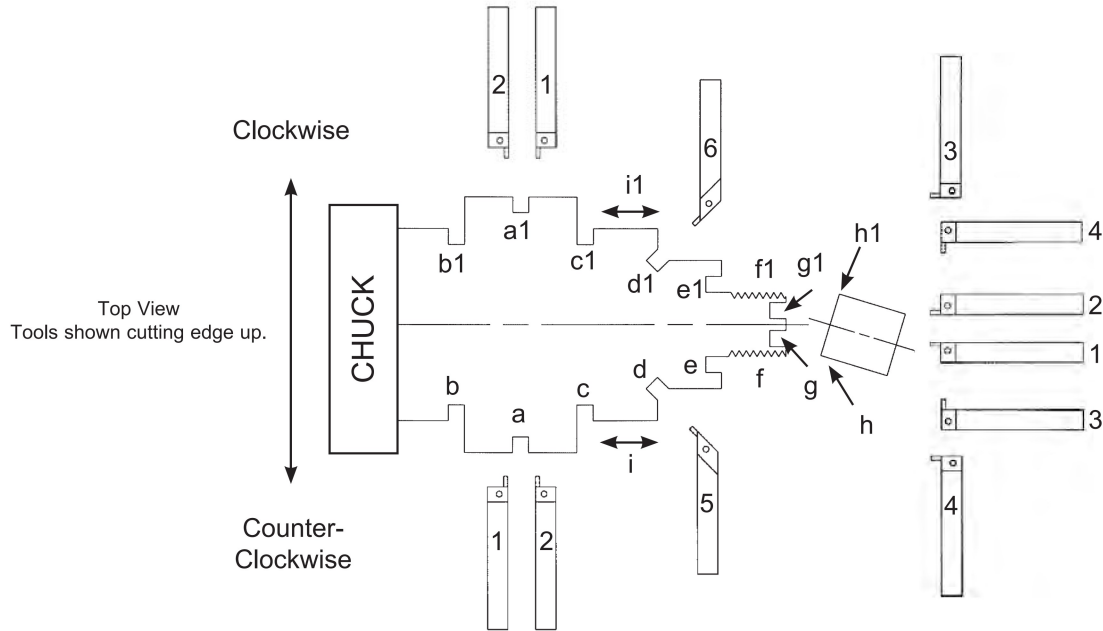 2
1
3
6
Clockwise
i1
4
a1
h1
b1
c1
g1
d1
f1
e1
2
Top View
Tools shown cutting edge up.
CHUCK
1
d
e
b
c
f
g
a
3
h
i
5
4
Counter-
Clockwise
1
2